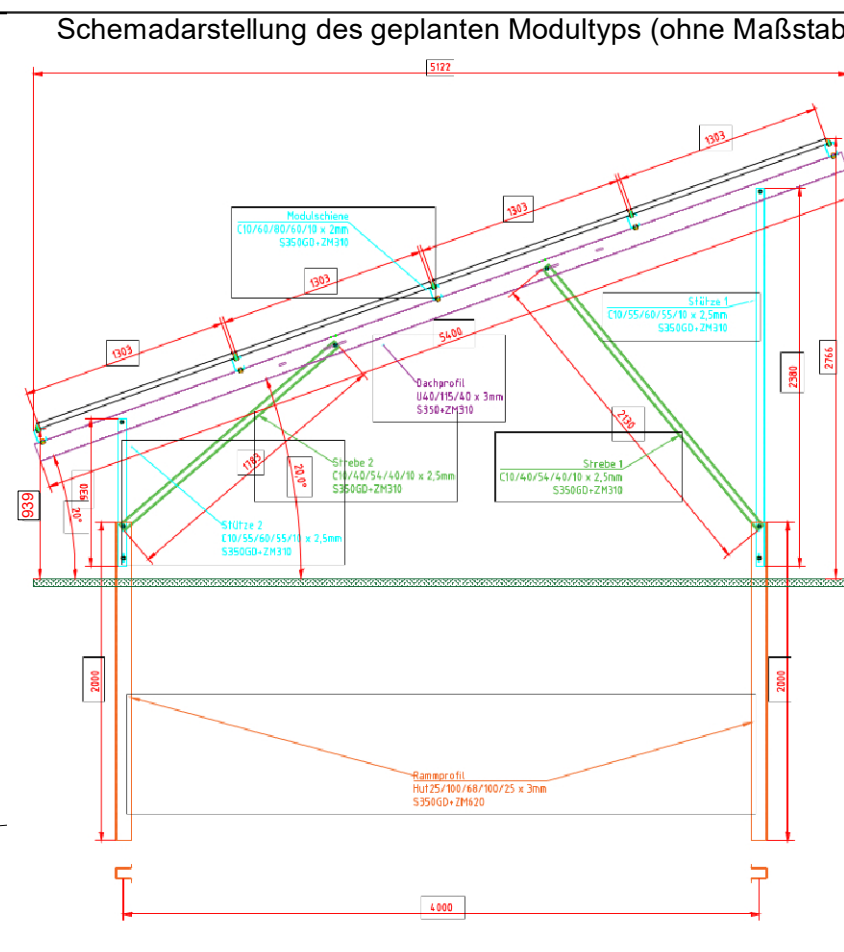 Schemadarstellung des geplanten Modultyps (ohne Maßstab
5122
1303
1303
1303
1303
Modulschiene
C10/60/80/60/10 x 2mm
S350GD+ZM310
Stütze 1
C10/55/60/55/10 x 2,5mm
S350GD+ZM310
5400
Dachprofil
U40/115/40 x 3mm
S350+ZM310
2380
2766
2130
1783
20,0°
Strebe 2
C10/40/54/40/10 x 2,5mm
S350GD+ZM310
Strebe 1
C10/40/54/40/10 x 2,5mm
S350GD+ZM310
939
930
20°
Stütze 2
C10/55/60/55/10 x 2,5mm
S350GD+ZM310
2000
2000
Rammprofil
Hut25/100/68/100/25 x 3mm
S350GD+ZM620
4000